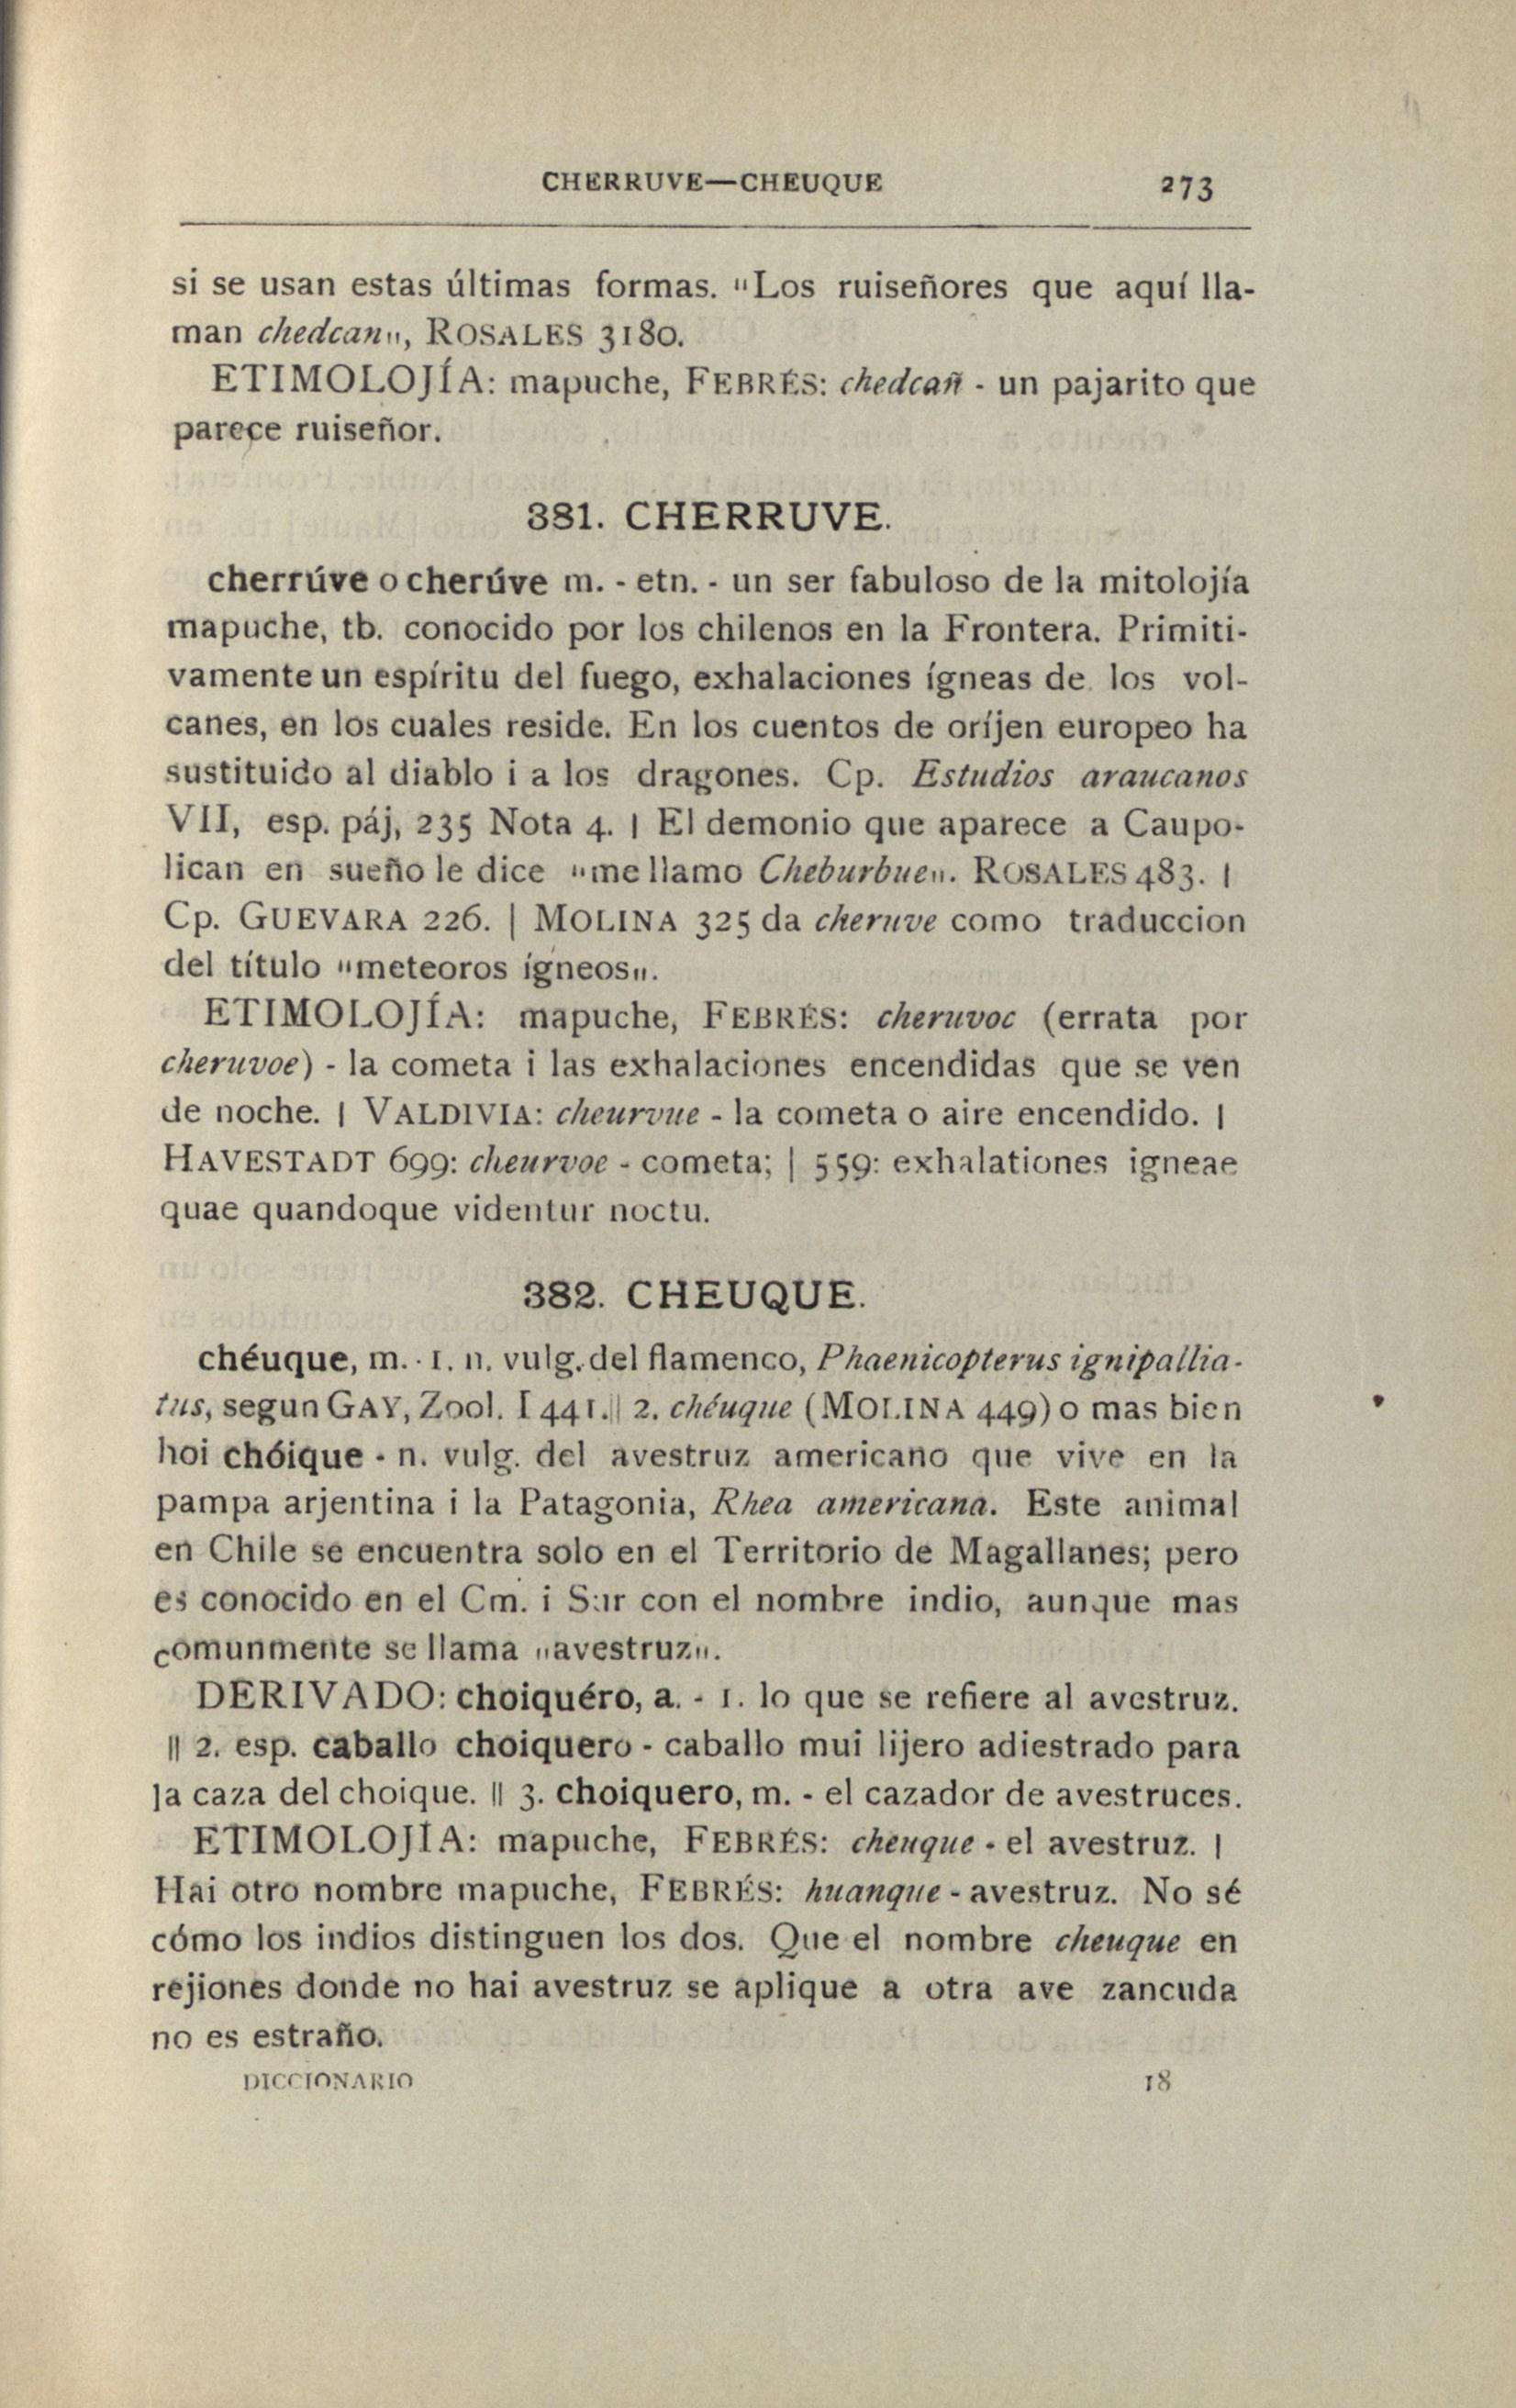 CHERRUVE—CHEUQUE 273
si se usan estas últimas formas. "Los ruiseñores que aquí lla-
man chedcan", ROSALES 3180.
ETIMOLOJÍA: mapuche, FEBRÉS: chedcañ - un pajarito que
parece ruiseñor.
381. CHERRUVE.
cherrúve o cherúve m. - etn. - un ser fabuloso de la mitolojía
mapuche, tb. conocido por los chilenos en la Frontera. Primiti-
vamente un espíritu del fuego, exhalaciones ígneas de los vol-
canes, en los cuales reside. En los cuentos de oríjen europeo ha
sustituido al diablo i a los dragones. Cp. Estudios araucanos
VII, esp. páj, 235 Nota 4. | El demonio que aparece a Caupo-
lican en sueño le dice "me llamo Cheburbue". ROSALES 483. |
Cp. GUEVARA 226. | MOLINA 325 da cheruve como traduccion
del título "meteoros ígneos".
ETIMOLOJÍA: mapuche, FEBRÉS: cheruvoc (errata por
cheruvoe) - la cometa i las exhalaciones encendidas que se ven
de noche. | VALDIVIA: cheurvue - la cometa o aire encendido. |
HAVESTADT 699: cheurvoe - cometa; | 559: exhalationes igneae
quae quandoque videntur noctu.
382. CHEUQUE.
chéuque, m. - 1. n. vulg. del flamenco, Phaenicopterus ignipallia-
tus, segun GAY, Zool. I 441. || 2. chéuque (MOLINA 449) o mas bien
hoi chóique - n. vulg. del avestruz americano que vive en la
pampa arjentina i la Patagonia, Rhea americana. Este animal
en Chile se encuentra solo en el Territorio de Magallanes; pero
es conocido en el Cm. i Sur con el nombre indio, aunque mas
comunmente se llama "avestruz".
DERIVADO: choiquéro, a. - 1. lo que se refiere al avestruz.
|| 2. esp. caballo choiquero - caballo mui lijero adiestrado para
la caza del choique. || 3. choiquero, m. - el cazador de avestruces.
ETIMOLOJÍA: mapuche, FEBRÉS: cheuque - el avestruz. |
Hai otro nombre mapuche, FEBRÉS: huanque - avestruz. No sé
cómo los indios distinguen los dos. Que el nombre cheuque en
rejiones donde no hai avestruz se aplique a otra ave zancuda
no es estraño.
DICCIONARIO 18